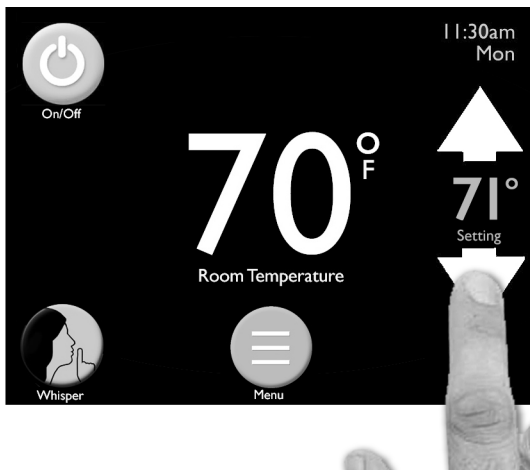 11:30am
Mon
On/Off
70°F
71°
Setting
Room Temperature
Whisper
Menu